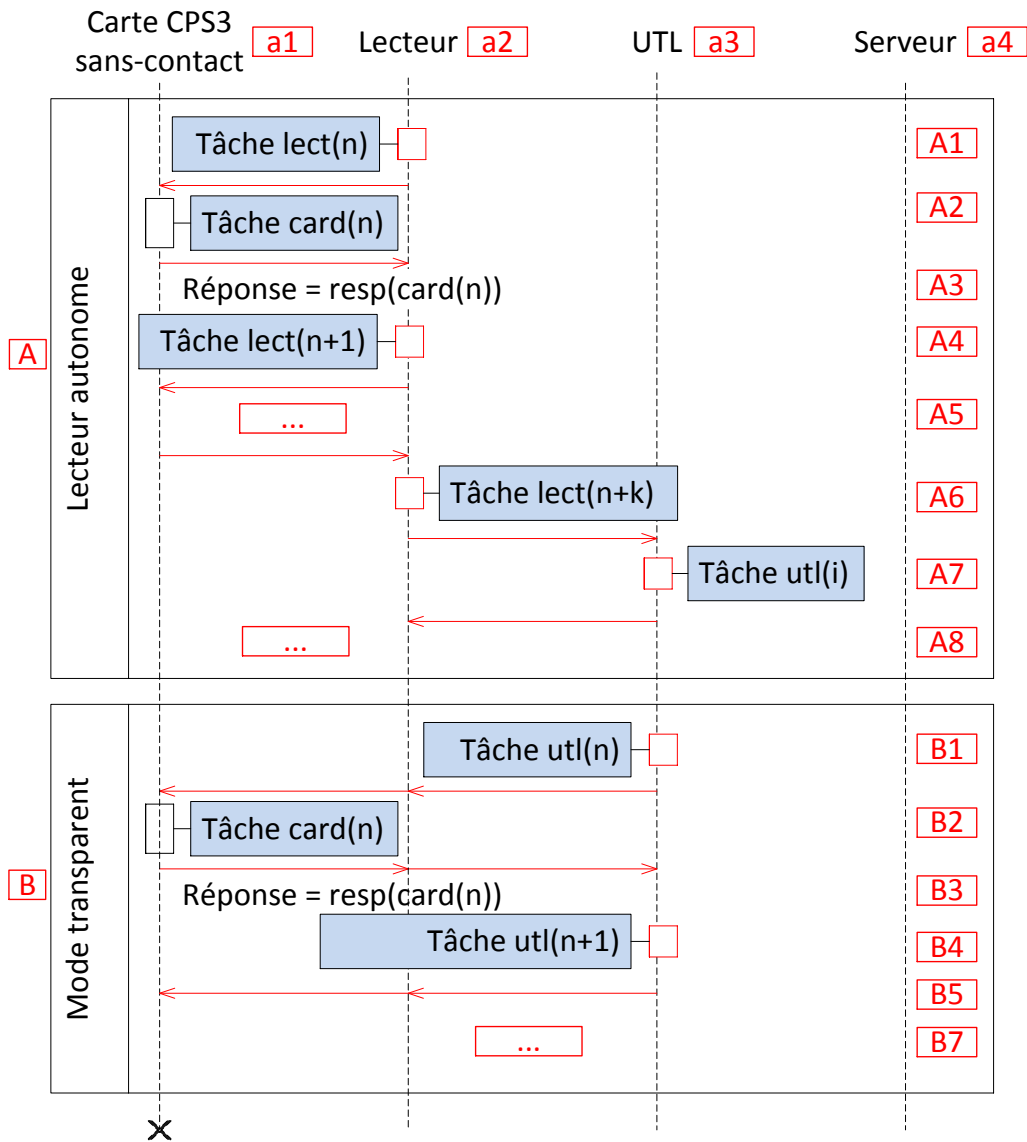 Carte CPS3
sans-contact a1 Lecteur a2 UTL a3 Serveur a4
Lecteur autonome
A
Tâche lect(n) A1
Tâche card(n) A2
Réponse = resp(card(n)) A3
Tâche lect(n+1) A4
... A5
Tâche lect(n+k) A6
Tâche utl(i) A7
... A8
Mode transparent
B
Tâche utl(n) B1
Tâche card(n) B2
Réponse = resp(card(n)) B3
Tâche utl(n+1) B4
B5
... B7